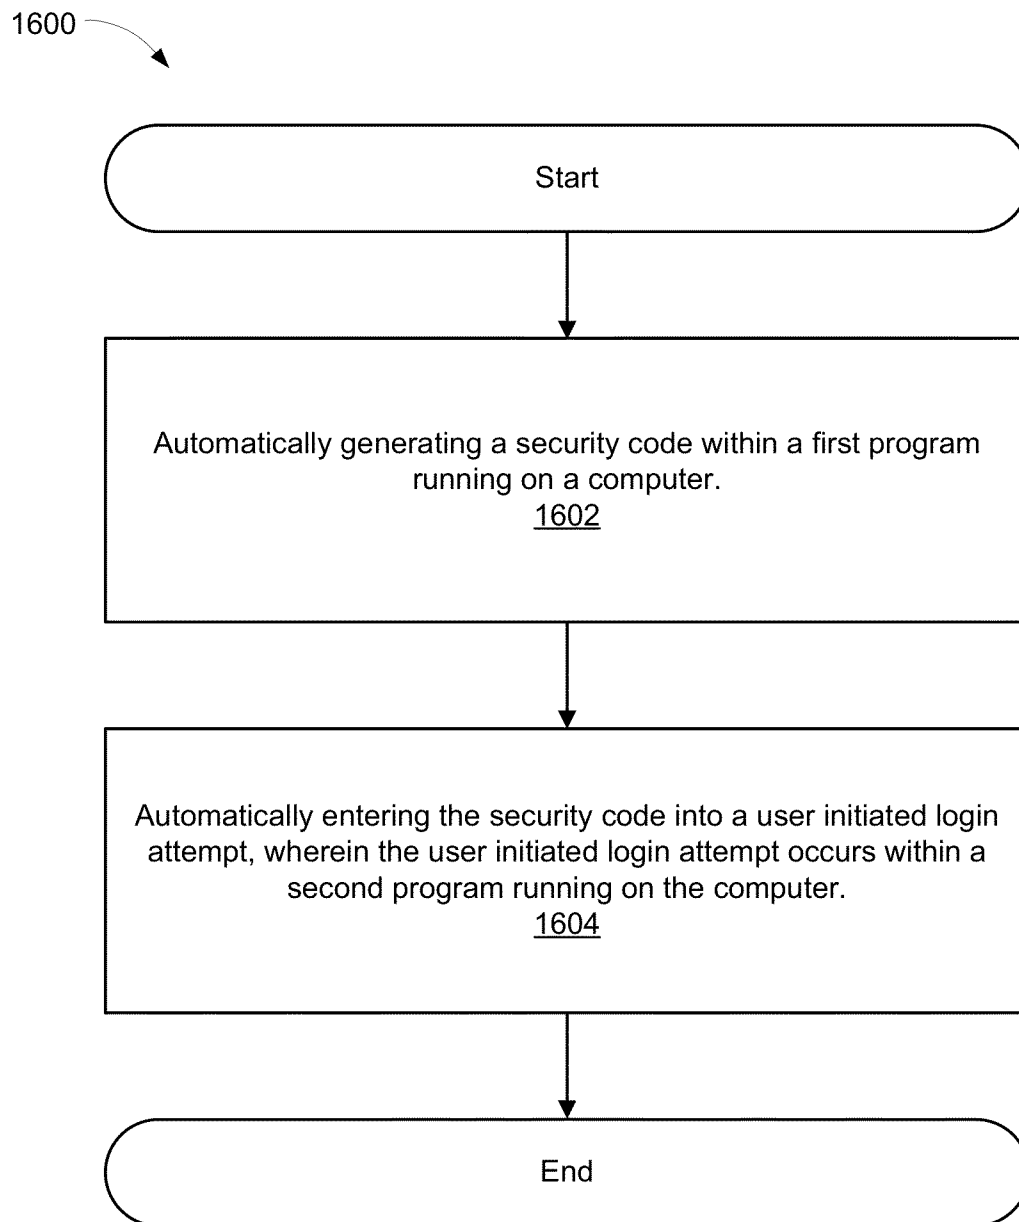 1600
Start
Automatically generating a security code within a first program
running on a computer.
1602
Automatically entering the security code into a user initiated login
attempt, wherein the user initiated login attempt occurs within a
second program running on the computer.
1604
End